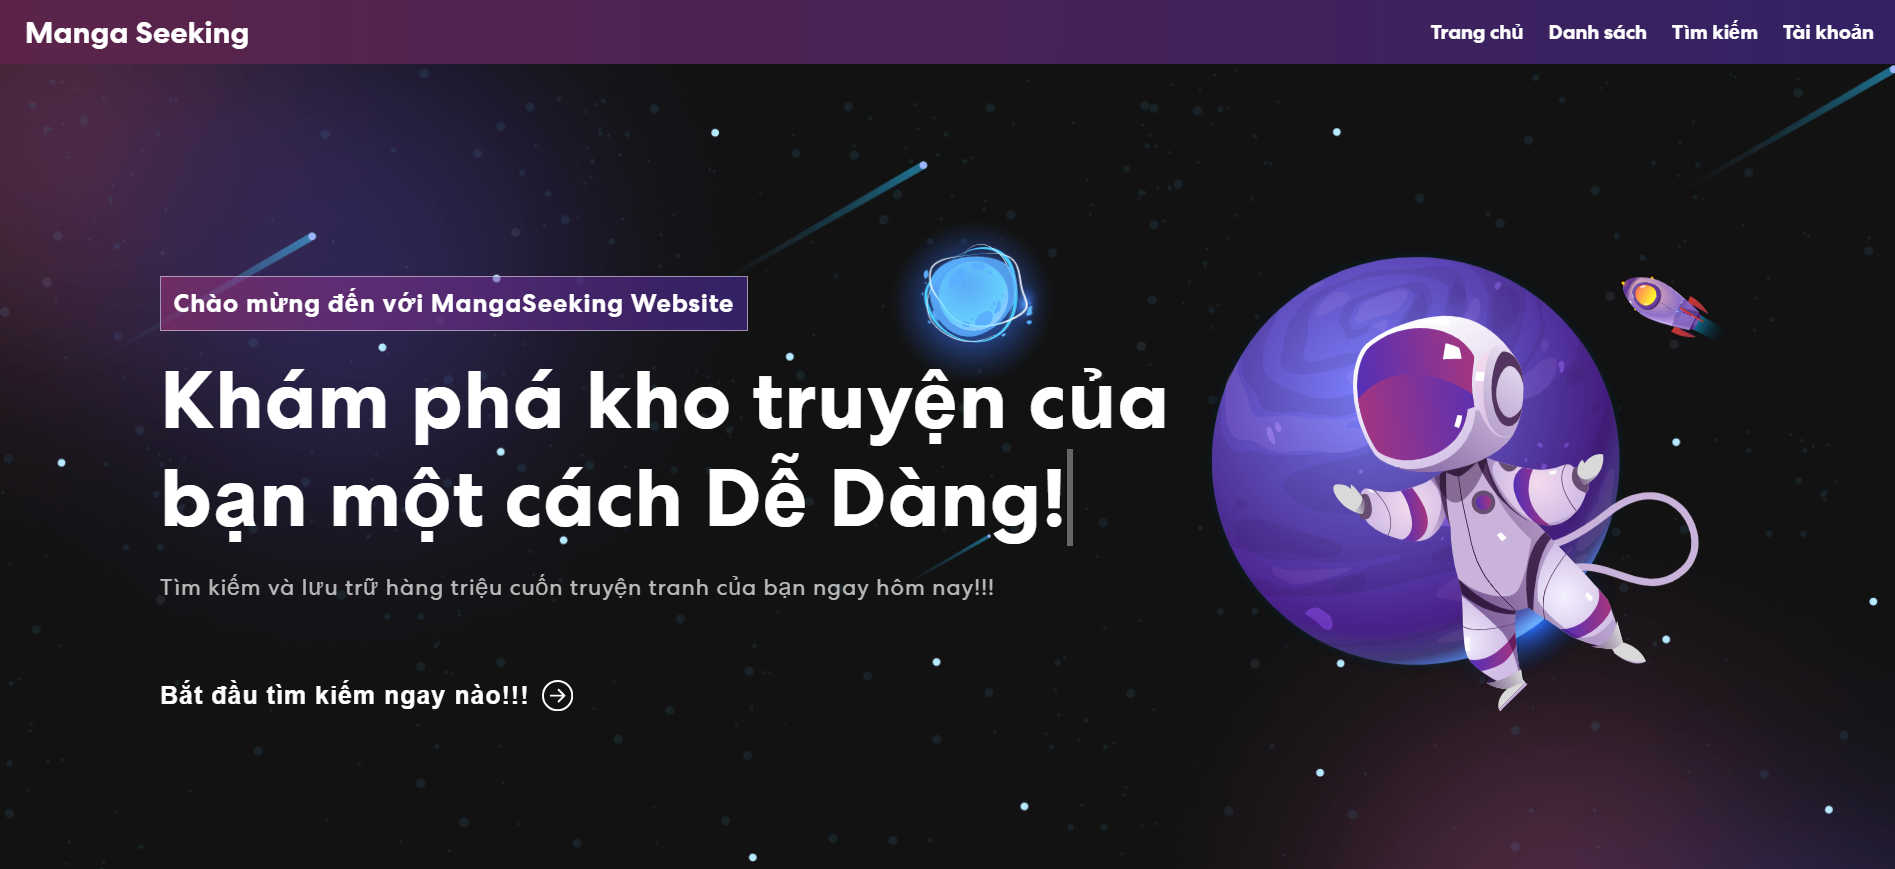 Manga Seeking
Trang chủ
Danh sách
Tìm kiếm
Tài khoản
Chào mừng đến với MangaSeeking Website
Khám phá kho truyện của
bạn một cách Dễ Dàng!
Tìm kiếm và lưu trữ hàng triệu cuốn truyện tranh của bạn ngay hôm nay!!!
Bắt đầu tìm kiếm ngay nào!!!